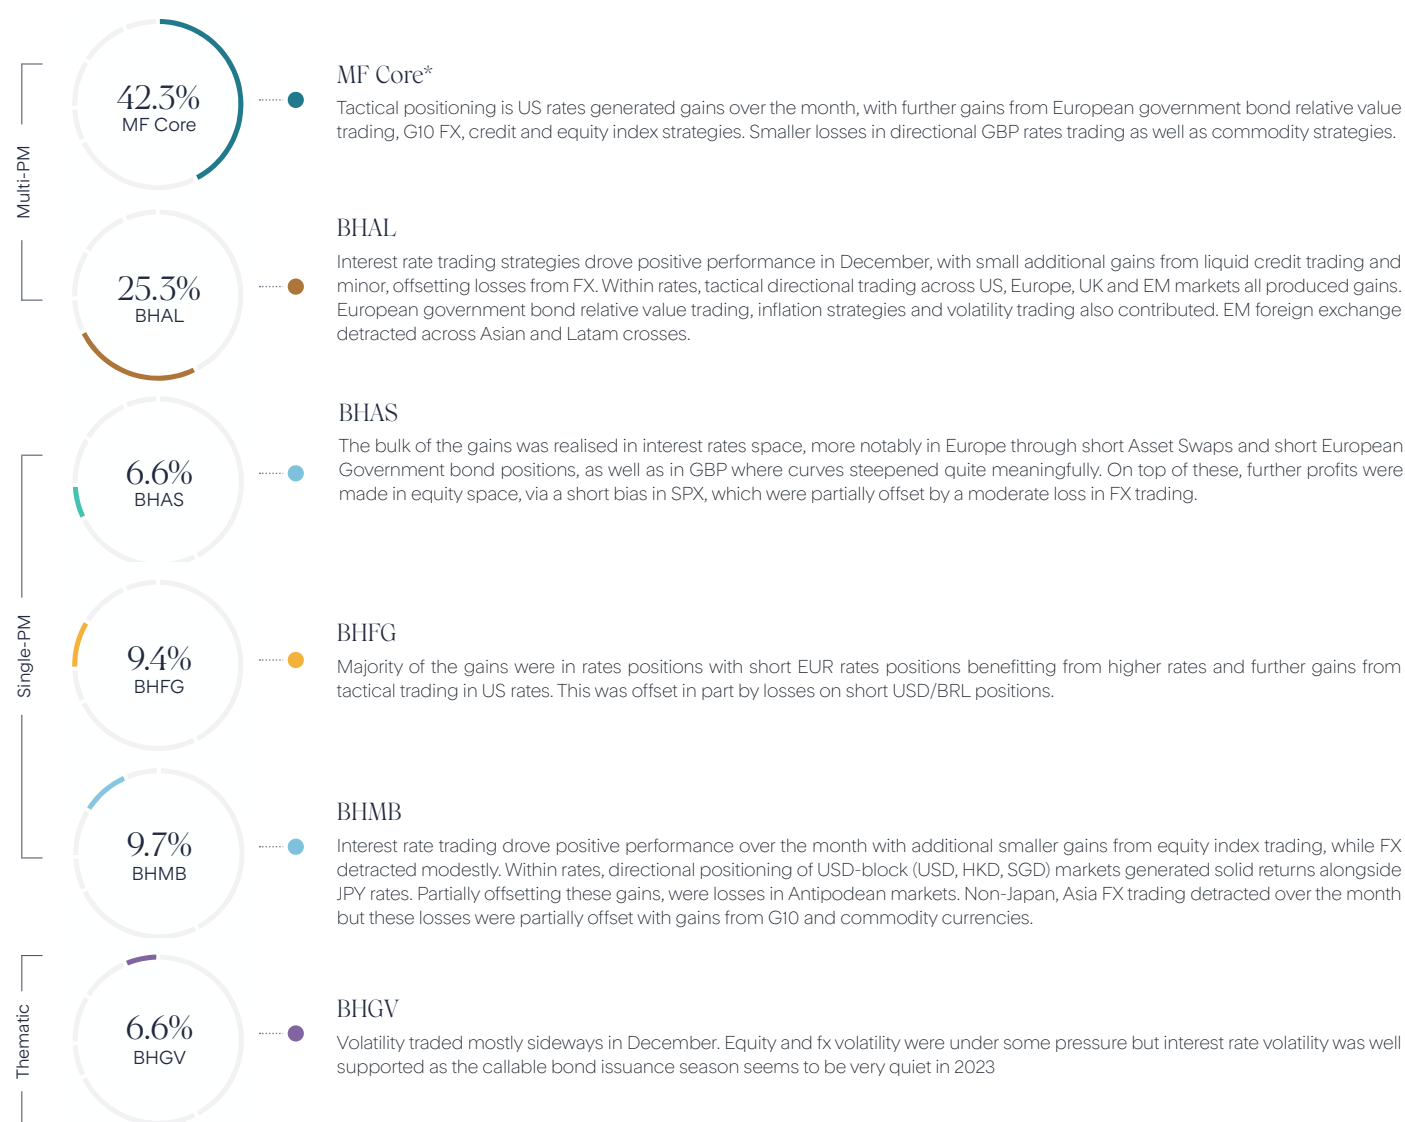 Multi-PM
42.3%
MF Core
MF Core*
Tactical positioning is US rates generated gains over the month, with further gains from European government bond relative value
trading, G10 FX, credit and equity index strategies. Smaller losses in directional GBP rates trading as well as commodity strategies.
25.3%
BHAL
BHAL
Interest rate trading strategies drove positive performance in December, with small additional gains from liquid credit trading and
minor, offsetting losses from FX. Within rates, tactical directional trading across US, Europe, UK and EM markets all produced gains.
European government bond relative value trading, inflation strategies and volatility trading also contributed. EM foreign exchange
detracted across Asian and Latam crosses.
Single-PM
6.6%
BHAS
BHAS
The bulk of the gains was realised in interest rates space, more notably in Europe through short Asset Swaps and short European
Government bond positions, as well as in GBP where curves steepened quite meaningfully. On top of these, further profits were
made in equity space, via a short bias in SPX, which were partially offset by a moderate loss in FX trading.
9.4%
BHFG
BHFG
Majority of the gains were in rates positions with short EUR rates positions benefitting from higher rates and further gains from
tactical trading in US rates. This was offset in part by losses on short USD/BRL positions.
9.7%
BHMB
BHMB
Interest rate trading drove positive performance over the month with additional smaller gains from equity index trading, while FX
detracted modestly. Within rates, directional positioning of USD-block (USD, HKD, SGD) markets generated solid returns alongside
JPY rates. Partially offsetting these gains, were losses in Antipodean markets. Non-Japan, Asia FX trading detracted over the month
but these losses were partially offset with gains from G10 and commodity currencies.
Thematic
6.6%
BHGV
BHGV
Volatility traded mostly sideways in December. Equity and fx volatility were under some pressure but interest rate volatility was well
supported as the callable bond issuance season seems to be very quiet in 2023